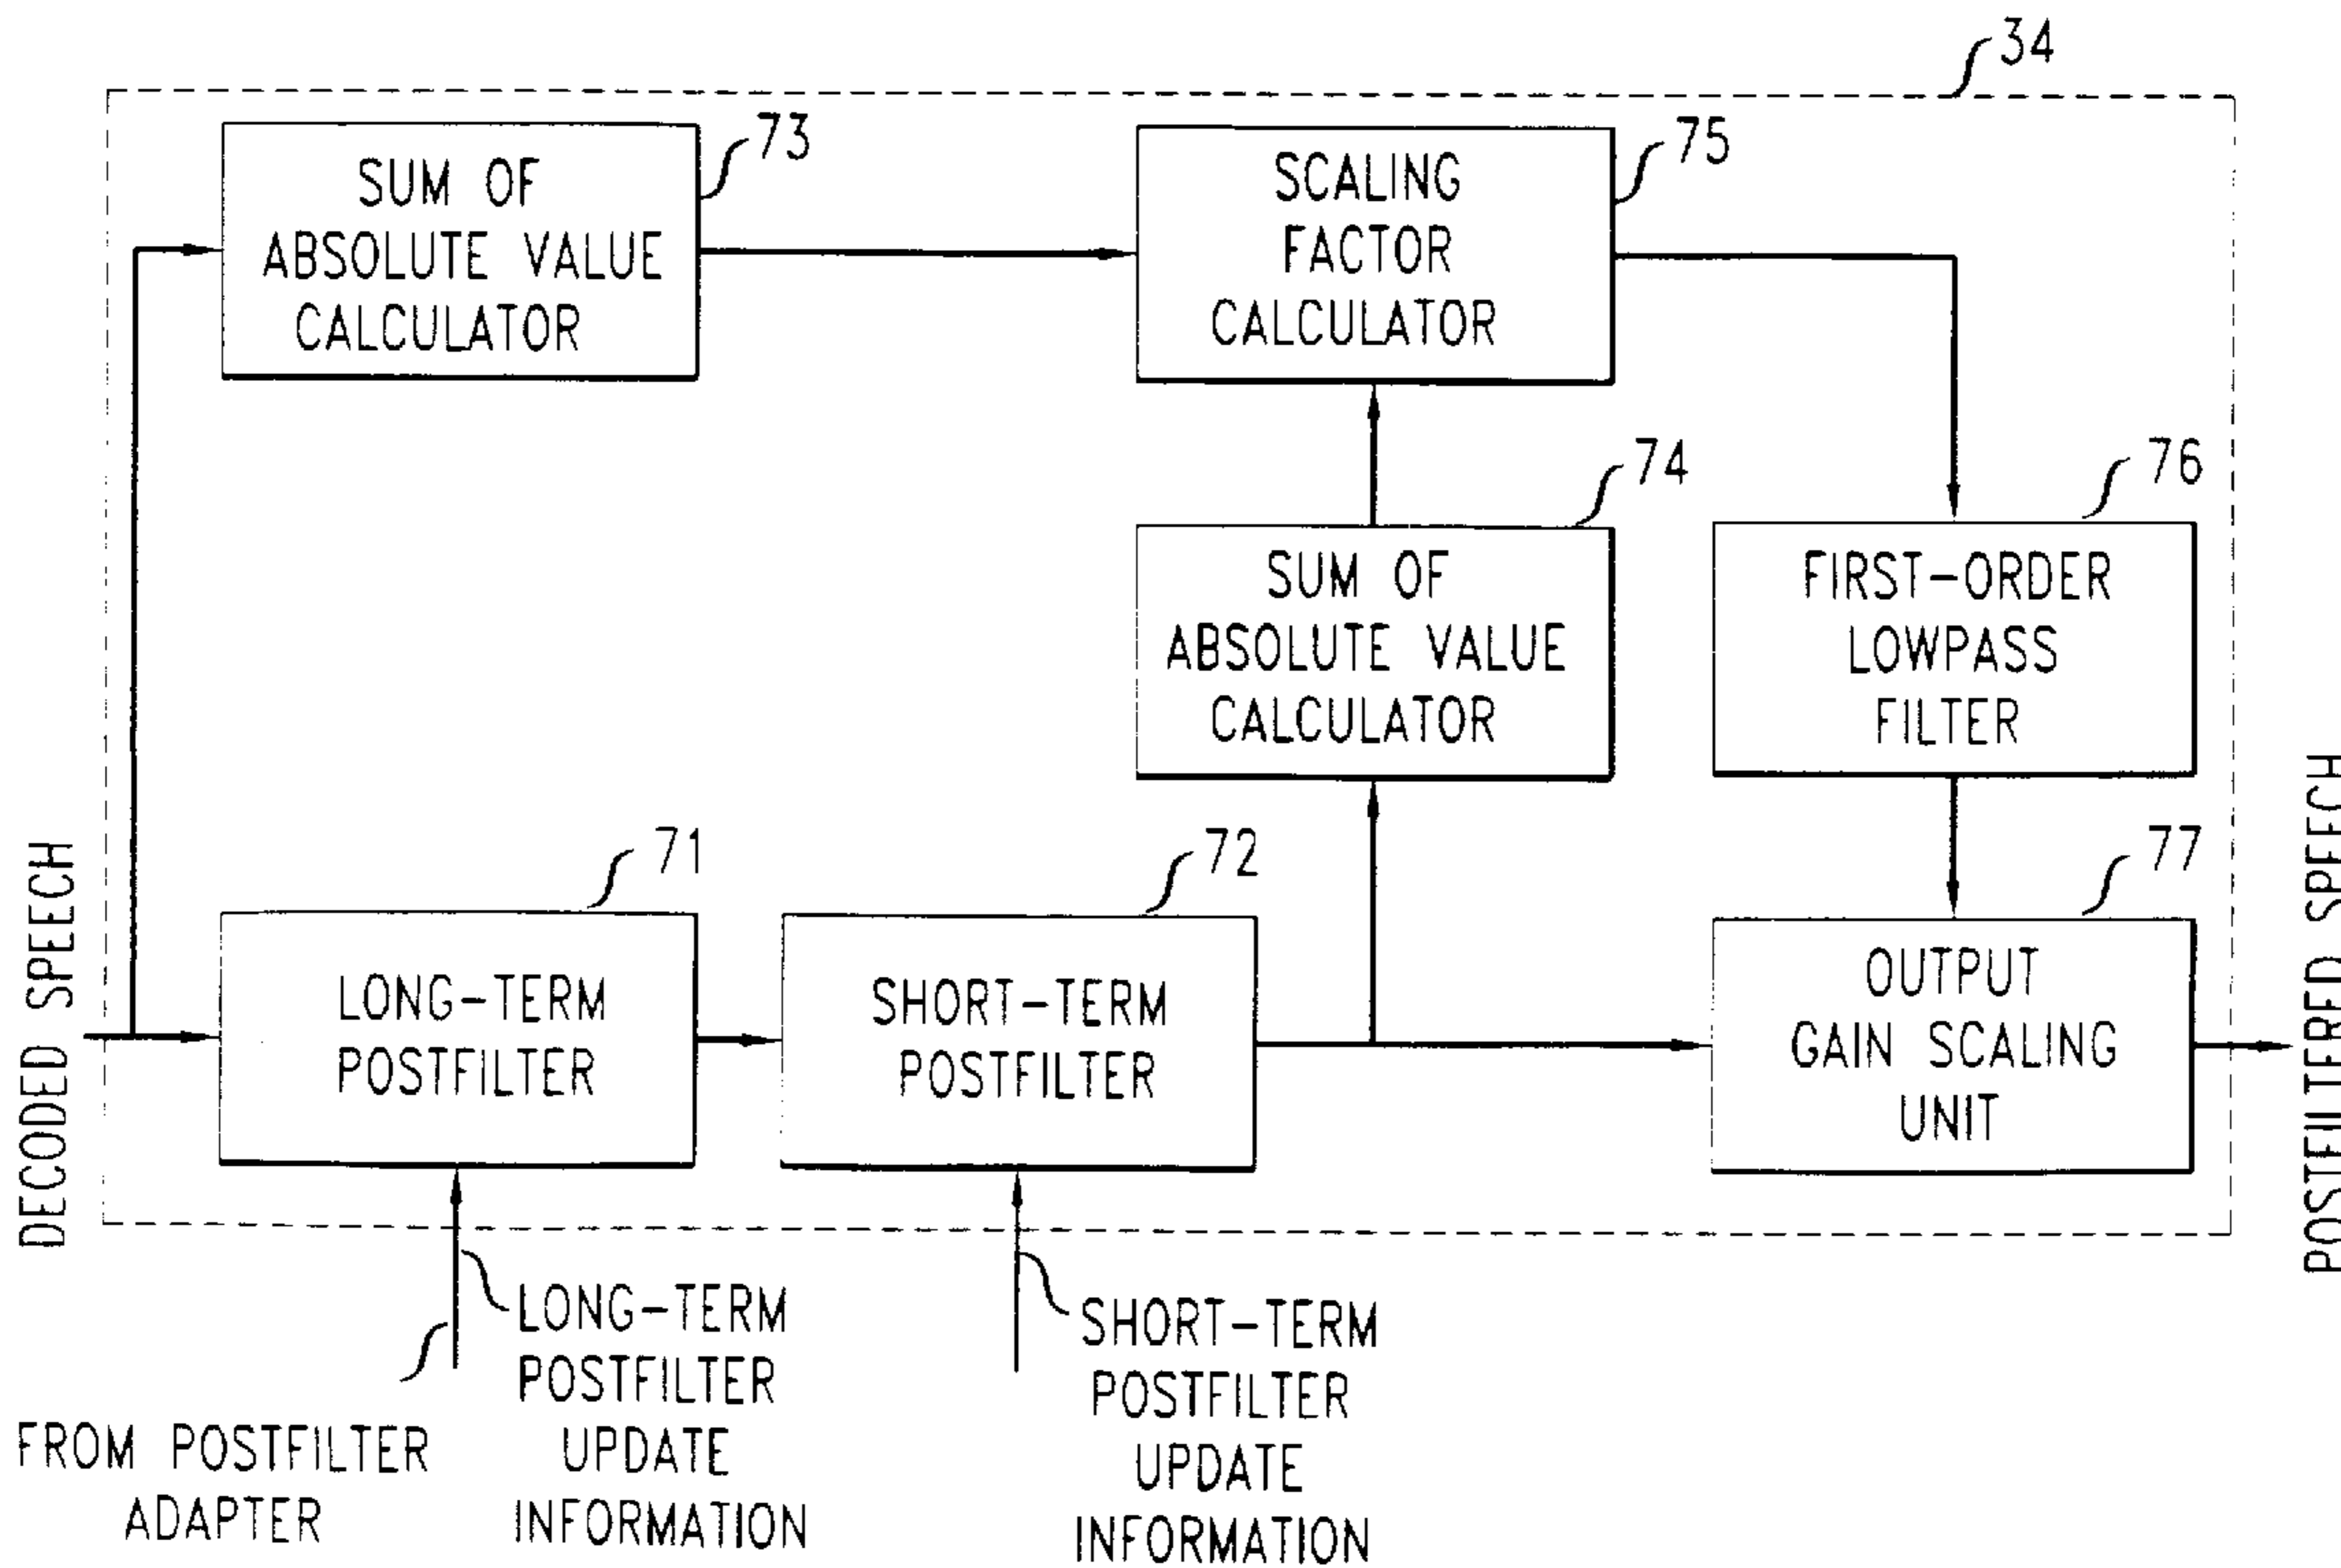 34
73
SUM OF
ABSOLUTE VALUE
CALCULATOR
75
SCALING
FACTOR
CALCULATOR
74
SUM OF
ABSOLUTE VALUE
CALCULATOR
76
FIRST-ORDER
LOWPASS
FILTER
DECODED SPEECH
71
LONG-TERM
POSTFILTER
72
SHORT-TERM
POSTFILTER
77
OUTPUT
GAIN SCALING
UNIT
POSTFILTERED SPEECH
FROM POSTFILTER
ADAPTER
LONG-TERM
POSTFILTER
UPDATE
INFORMATION
SHORT-TERM
POSTFILTER
UPDATE
INFORMATION